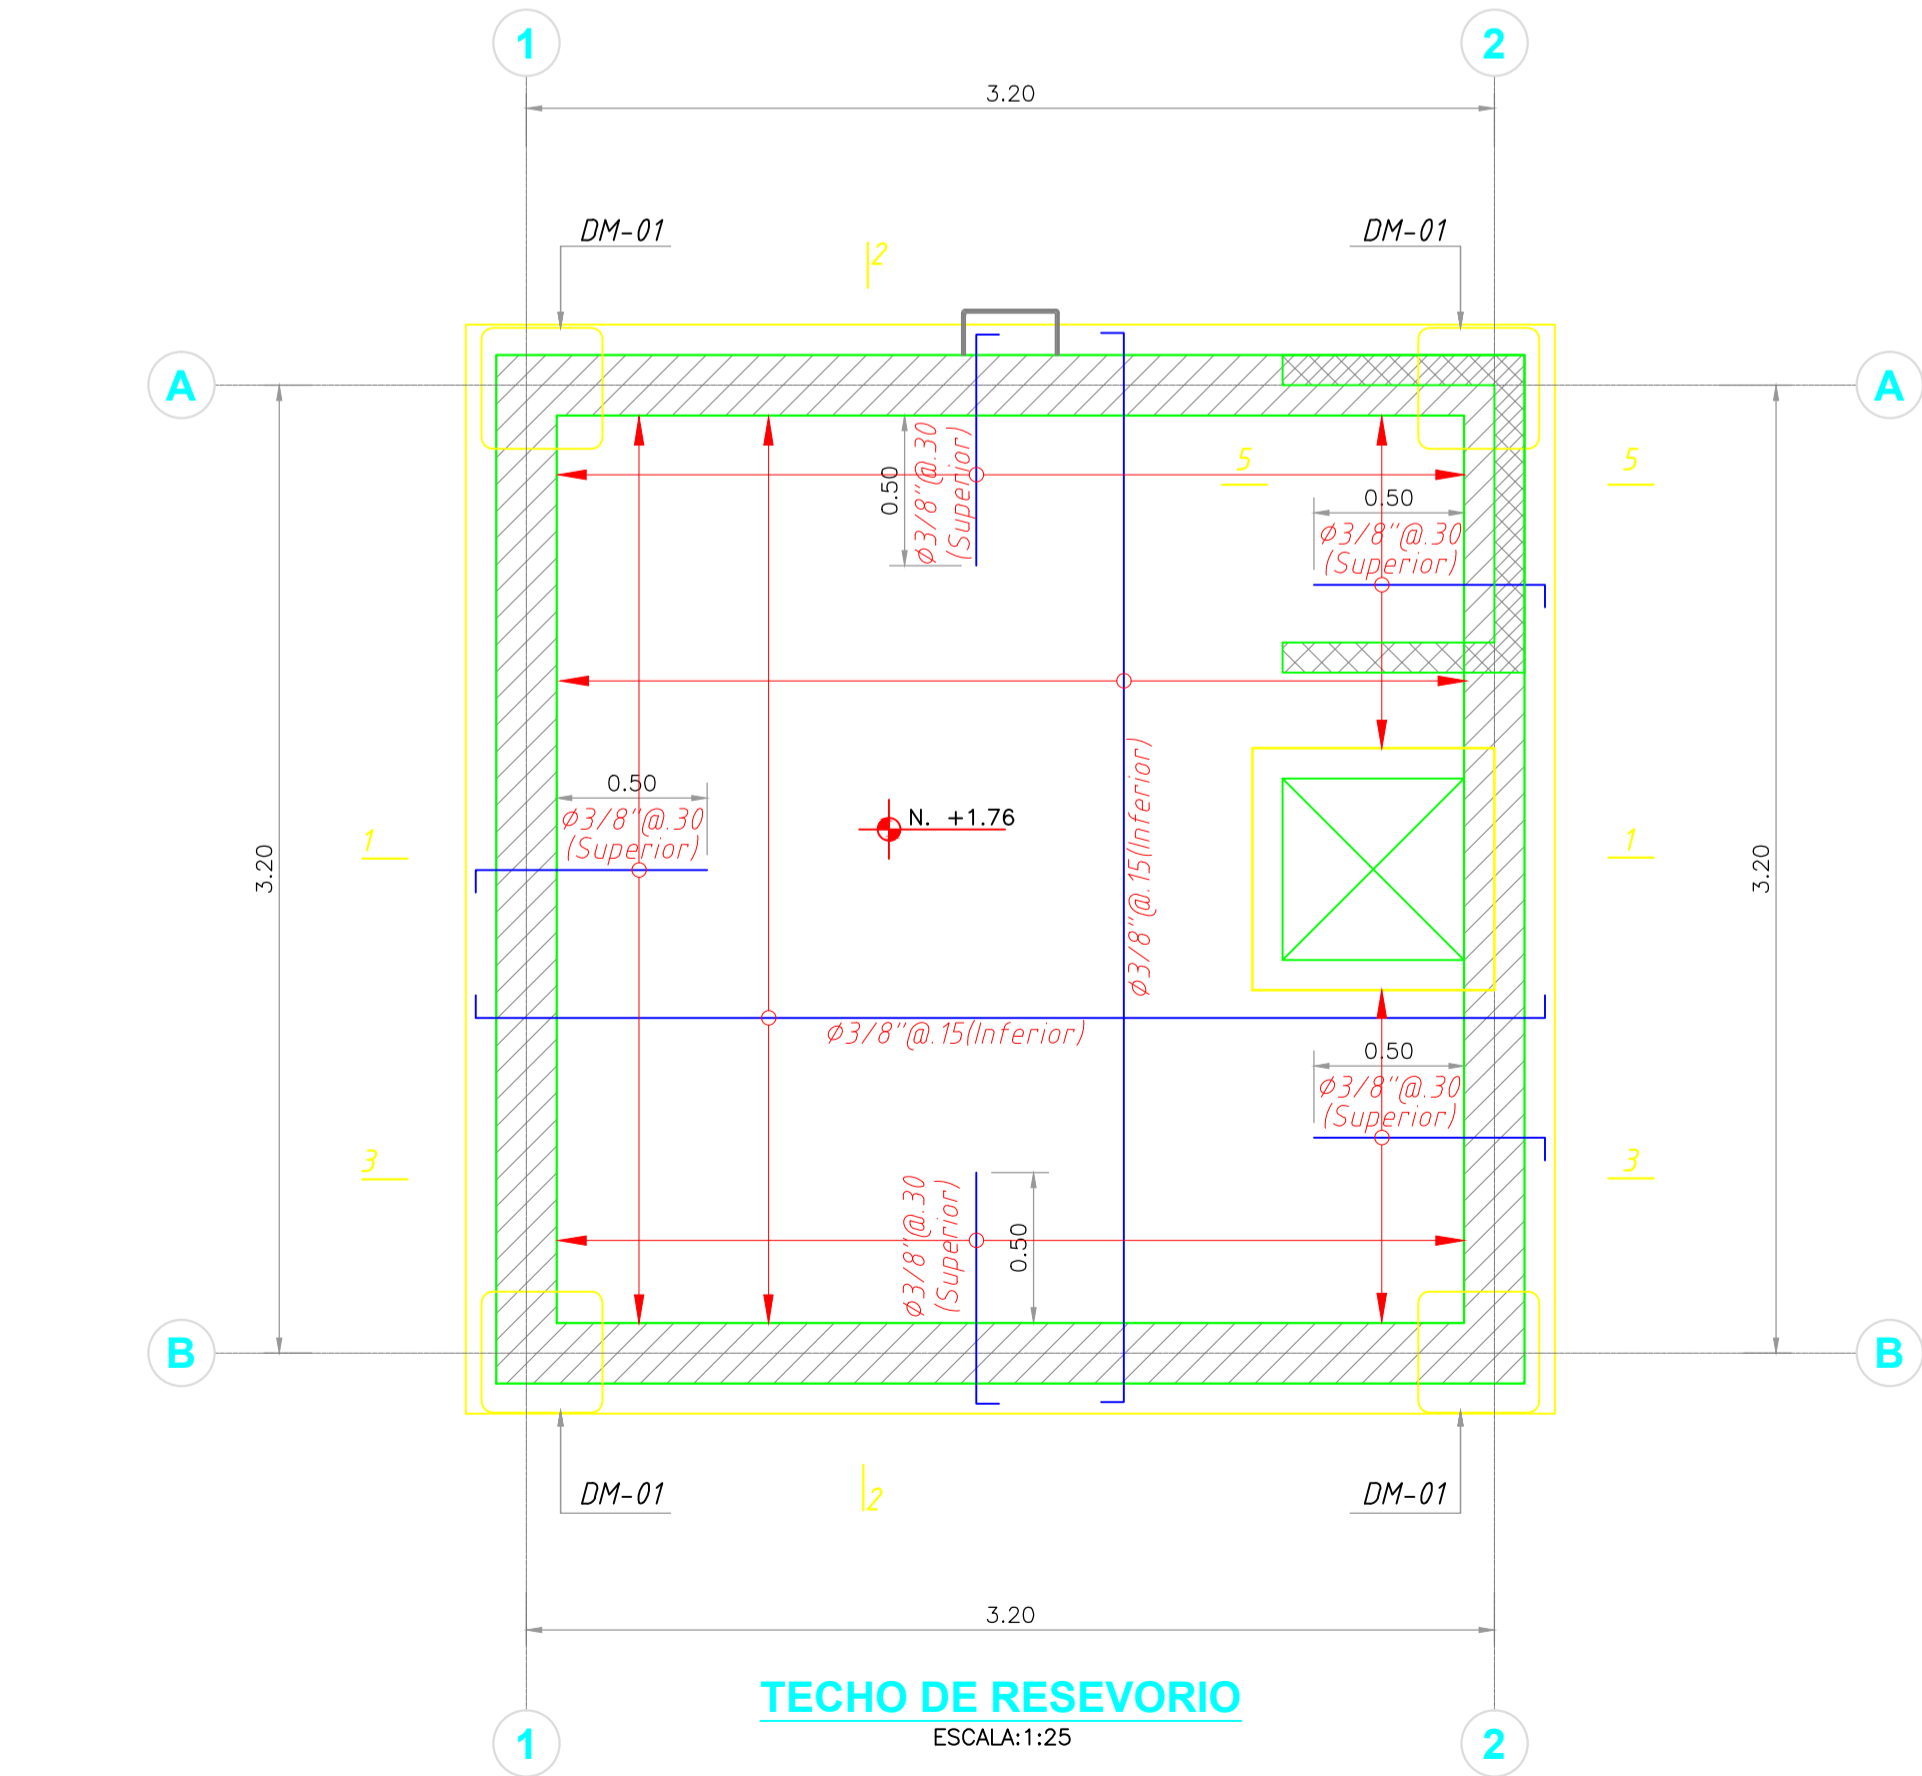 1
2
3.20
DM-01
DM-01
2
A
A
5
5
0.50
Ø3/8"@.30
(Superior)
0.50
Ø3/8"@.30
(Superior)
0.50
Ø3/8"@.30
(Superior)
N. +1.76
Ø3/8"@.15(Inferior)
1
1
3.20
3.20
Ø3/8"@.15(Inferior)
0.50
Ø3/8"@.30
(Superior)
3
3
Ø3/8"@.30
(Superior)
0.50
B
B
DM-01
DM-01
2
3.20
TECHO DE RESEVORIO
ESCALA:1:25
1
2